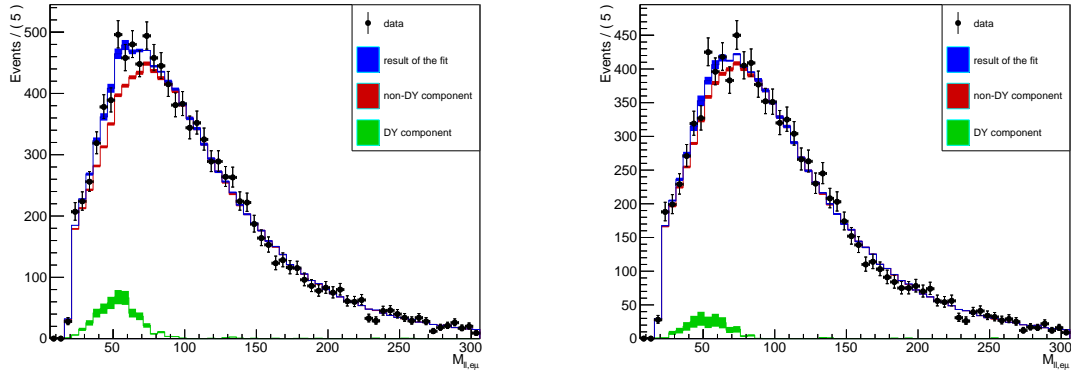 Events / ( 5 )
500
400
300
200
100
0
50 100 150 200 250 300
M_{ll,eμ}
data
result of the fit
non-DY component
DY component
Events / ( 5 )
450
400
350
300
250
200
150
100
50
0
50 100 150 200 250 300
M_{ll,eμ}
data
result of the fit
non-DY component
DY component